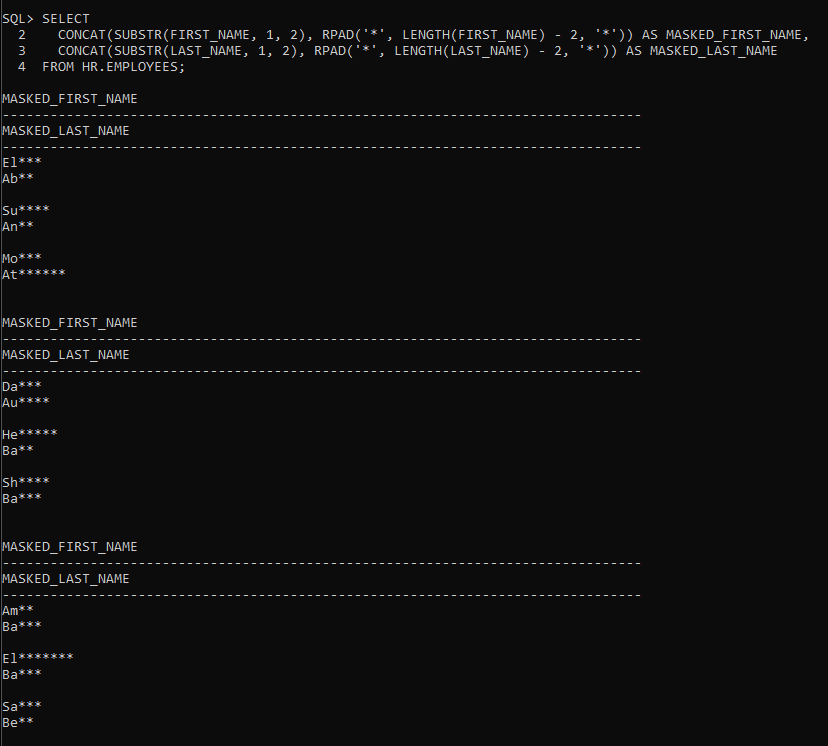 SQL> SELECT
  2    CONCAT(SUBSTR(FIRST_NAME, 1, 2), RPAD('*', LENGTH(FIRST_NAME) - 2, '*')) AS MASKED_FIRST_NAME,
  3    CONCAT(SUBSTR(LAST_NAME, 1, 2), RPAD('*', LENGTH(LAST_NAME) - 2, '*')) AS MASKED_LAST_NAME
  4  FROM HR.EMPLOYEES;

MASKED_FIRST_NAME
--------------------------------------------------------------------------------
MASKED_LAST_NAME
--------------------------------------------------------------------------------
El***
Ab**

Su****
An**

Mo***
At******


MASKED_FIRST_NAME
--------------------------------------------------------------------------------
MASKED_LAST_NAME
--------------------------------------------------------------------------------
Da***
Au****

He*****
Ba**

Sh****
Ba***


MASKED_FIRST_NAME
--------------------------------------------------------------------------------
MASKED_LAST_NAME
--------------------------------------------------------------------------------
Am**
Ba***

El*******
Ba***

Sa***
Be**